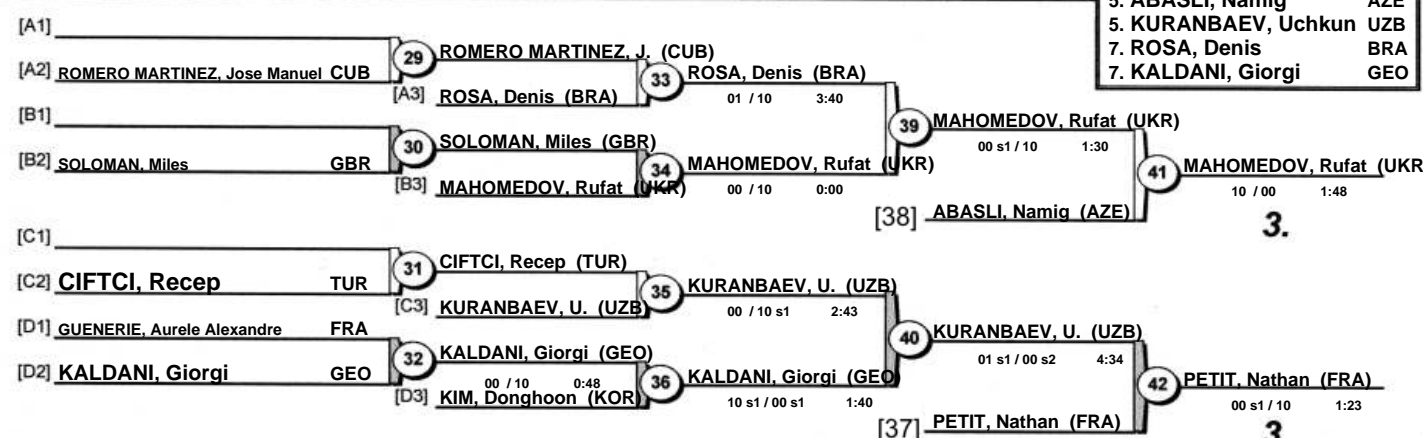 5. ABASLI, Namig AZE
5. KURANBAEV, Uchkun UZB
7. ROSA, Denis BRA
7. KALDANI, Giorgi GEO
[A1]
[A2] ROMERO MARTINEZ, Jose Manuel CUB
29 ROMERO MARTINEZ, J. (CUB)
[A3] ROSA, Denis (BRA)
33 ROSA, Denis (BRA)
01 / 10 3:40
[B1]
[B2] SOLOMAN, Miles GBR
30 SOLOMAN, Miles (GBR)
[B3] MAHOMEDOV, Rufat (UKR)
34 MAHOMEDOV, Rufat (UKR)
00 / 10 0:00
39 MAHOMEDOV, Rufat (UKR)
00 s1 / 10 1:30
[38] ABASLI, Namig (AZE)
41 MAHOMEDOV, Rufat (UKR
10 / 00 1:48
3.
[C1]
[C2] CIFTCI, Recep TUR
31 CIFTCI, Recep (TUR)
[C3] KURANBAEV, U. (UZB)
35 KURANBAEV, U. (UZB)
00 / 10 s1 2:43
[D1] GUENERIE, Aurele Alexandre FRA
[D2] KALDANI, Giorgi GEO
32 KALDANI, Giorgi (GEO)
00 / 10 0:48
[D3] KIM, Donghoon (KOR)
36 KALDANI, Giorgi (GEO)
10 s1 / 00 s1 1:40
40 KURANBAEV, U. (UZB)
01 s1 / 00 s2 4:34
[37] PETIT, Nathan (FRA)
42 PETIT, Nathan (FRA)
00 s1 / 10 1:23
3